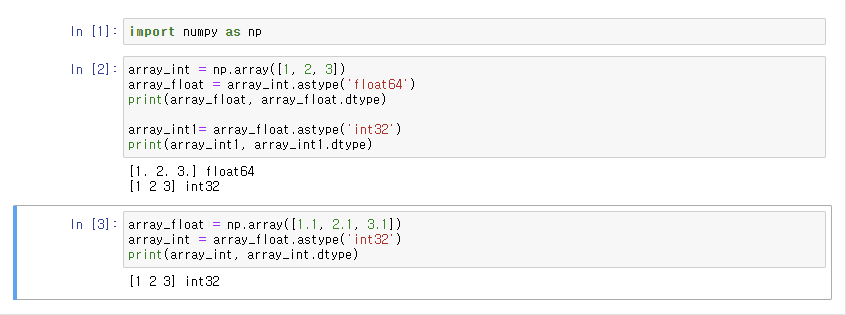 In [1]: import numpy as np
In [2]: array_int = np.array([1, 2, 3])
array_float = array_int.astype('float64')
print(array_float, array_float.dtype)
array_int1= array_float.astype('int32')
print(array_int1, array_int1.dtype)
[1. 2. 3.] float64
[1 2 3] int32
In [3]: array_float = np.array([1.1, 2.1, 3.1])
array_int = array_float.astype('int32')
print(array_int, array_int.dtype)
[1 2 3] int32